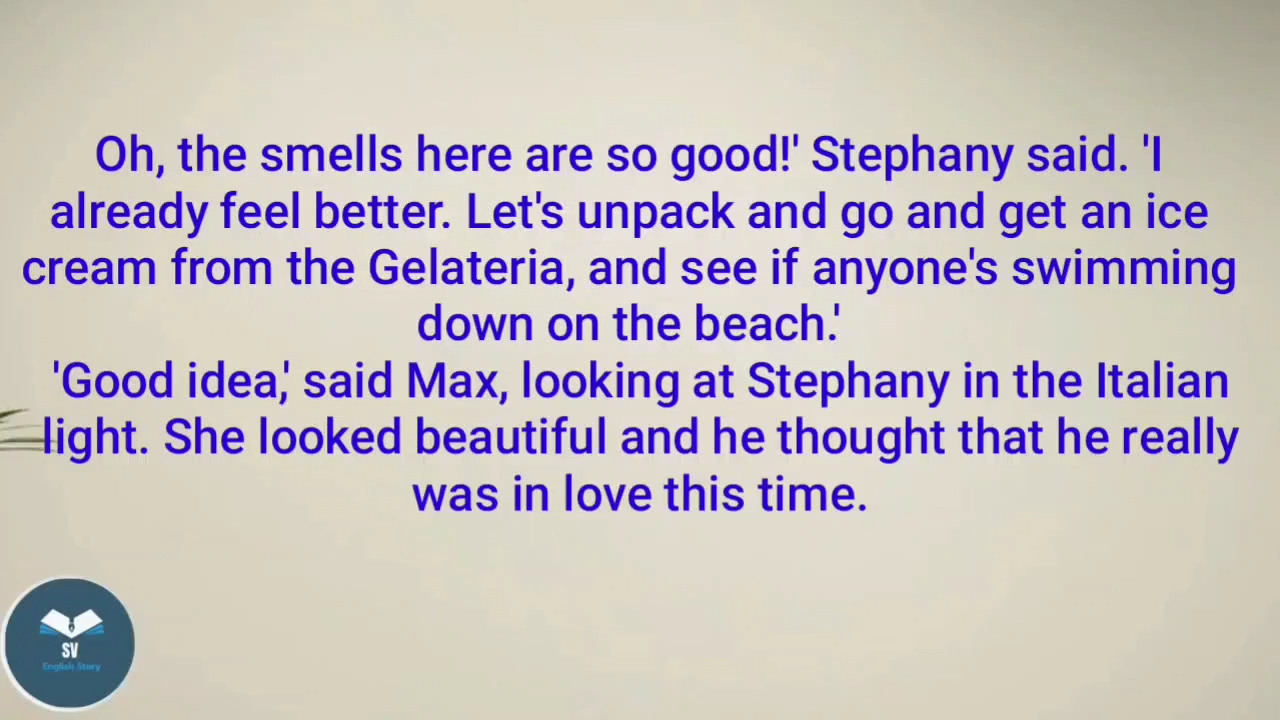 Oh, the smells here are so good!' Stephany said. 'I
already feel better. Let's unpack and go and get an ice
cream from the Gelateria, and see if anyone's swimming
down on the beach.'
'Good idea,' said Max, looking at Stephany in the Italian
light. She looked beautiful and he thought that he really
was in love this time.
SV
English Story